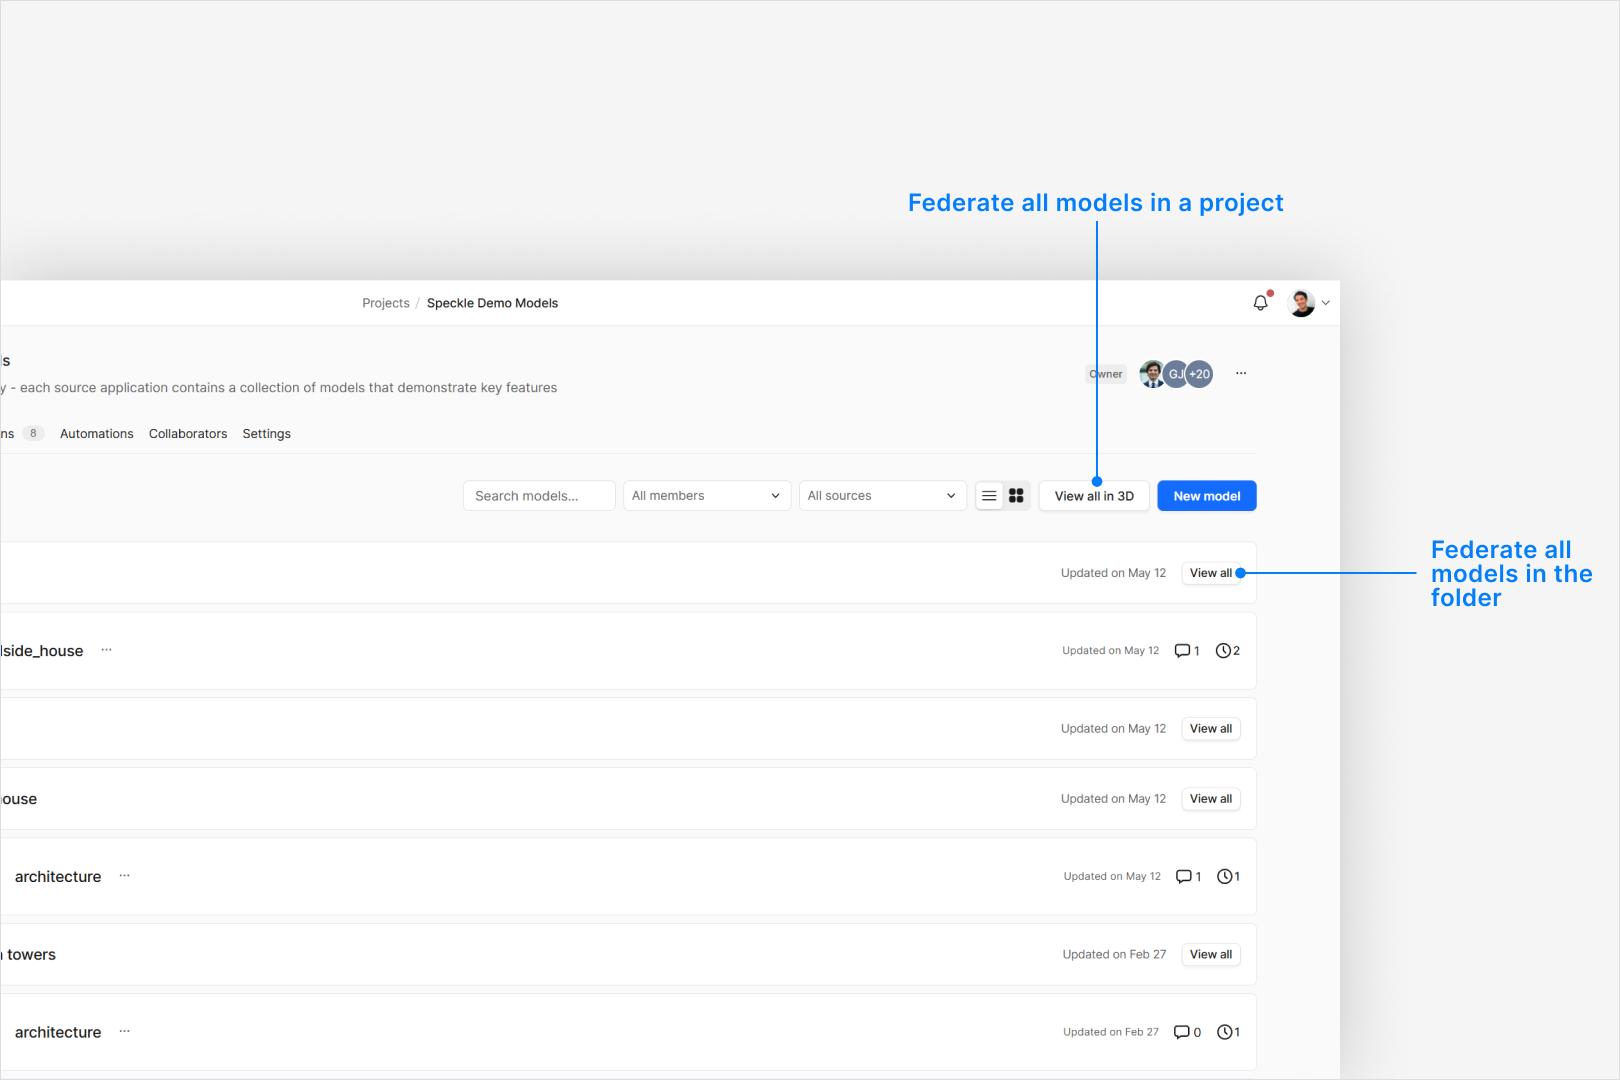 Federate all models in a project
Projects / Speckle Demo Models
ls
y - each source application contains a collection of models that demonstrate key features
Owner
GJ
+20
ns 8 Automations Collaborators Settings
Search models...
All members
All sources
View all in 3D
New model
Updated on May 12 View all
Federate all
models in the
folder
lside_house ... Updated on May 12 1 2
Updated on May 12 View all
ouse Updated on May 12 View all
architecture ... Updated on May 12 1 1
towers Updated on Feb 27 View all
architecture ... Updated on Feb 27 0 1